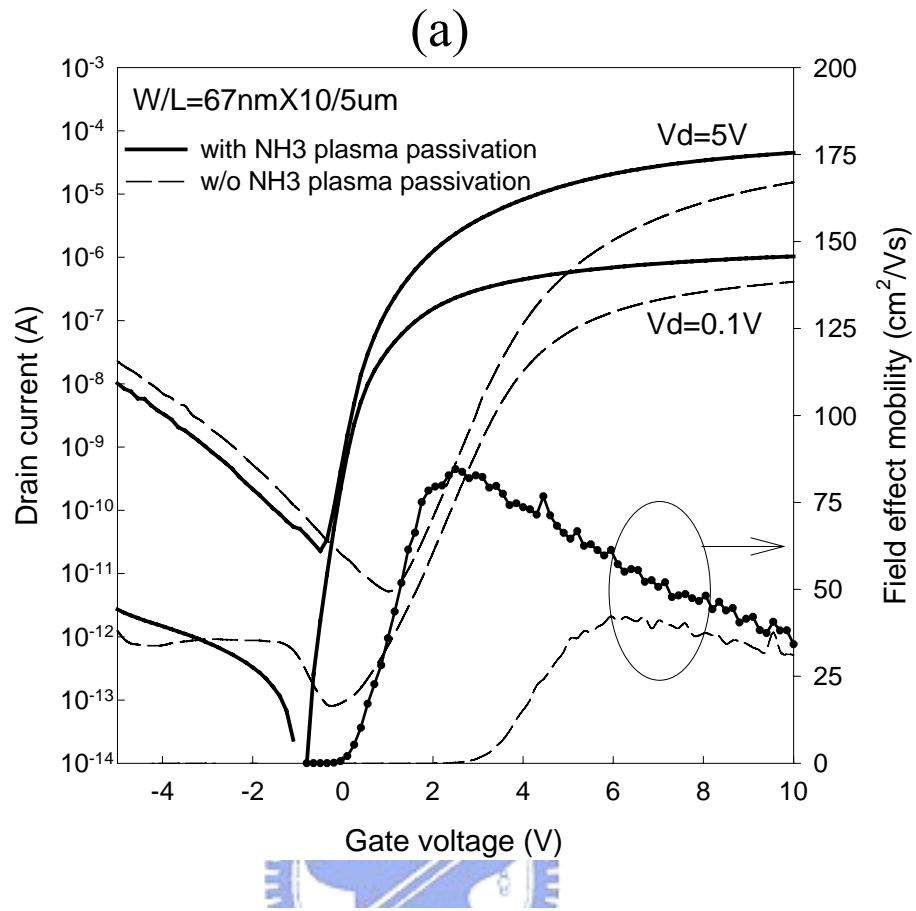 (a)
W/L=67nmX10/5um
with NH3 plasma passivation
w/o NH3 plasma passivation
Vd=5V
Vd=0.1V
10⁻³
10⁻⁴
10⁻⁵
10⁻⁶
10⁻⁷
10⁻⁸
10⁻⁹
10⁻¹⁰
10⁻¹¹
10⁻¹²
10⁻¹³
10⁻¹⁴
Drain current (A)
200
175
150
125
100
75
50
25
0
Field effect mobility (cm²/Vs)
-4 -2 0 2 4 6 8 10
Gate voltage (V)